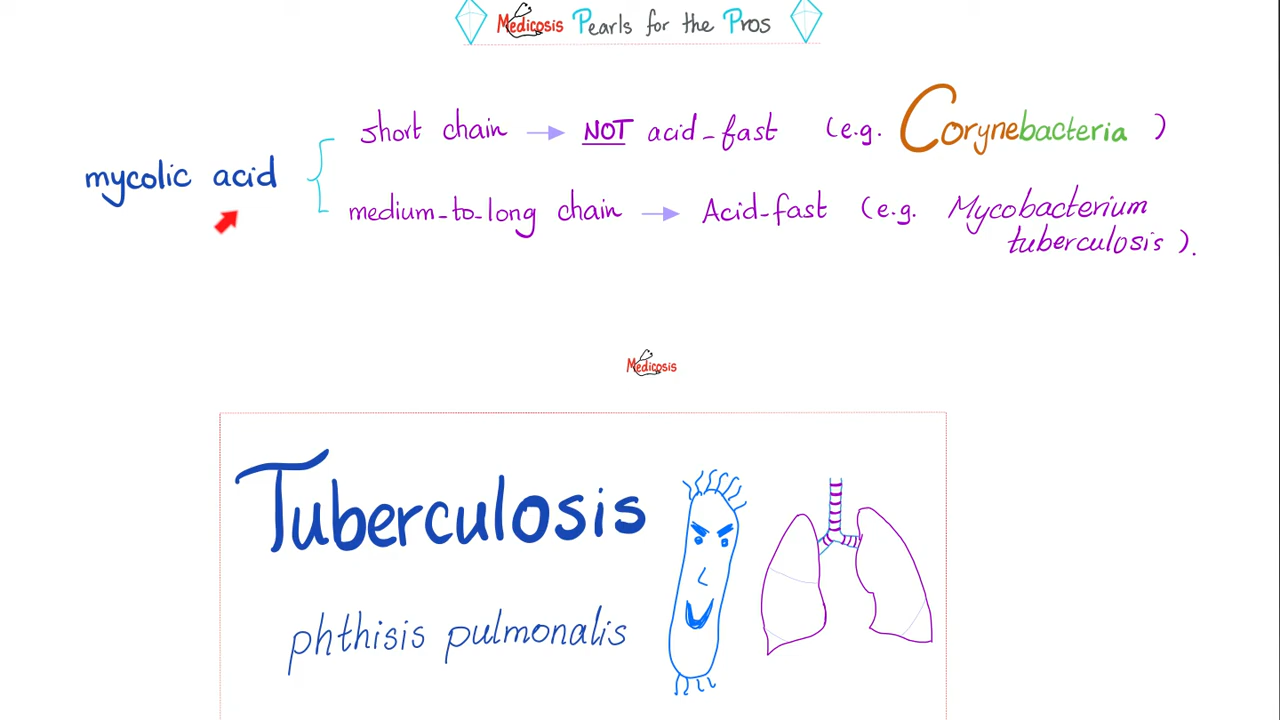 Medicosis Pearls for the Pros
short chain → NOT acid-fast (e.g. Corynebacteria )
mycolic acid
medium-to-long chain → Acid-fast (e.g. Mycobacterium
tuberculosis ).
Medicosis
Tuberculosis
phthisis pulmonalis